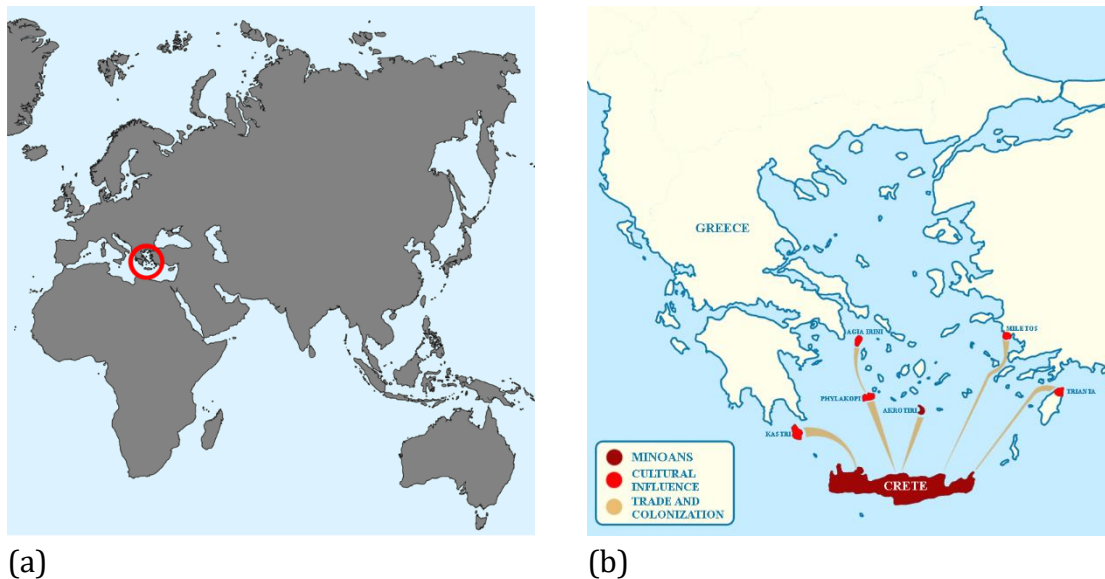 GREECE
AGIA IRINI
MILETOS
PHYLAKOPI
TRIANTA
AKROTIRI
KASTRI
CRETE
MINOANS
CULTURAL
INFLUENCE
TRADE AND
COLONIZATION
(a)
(b)